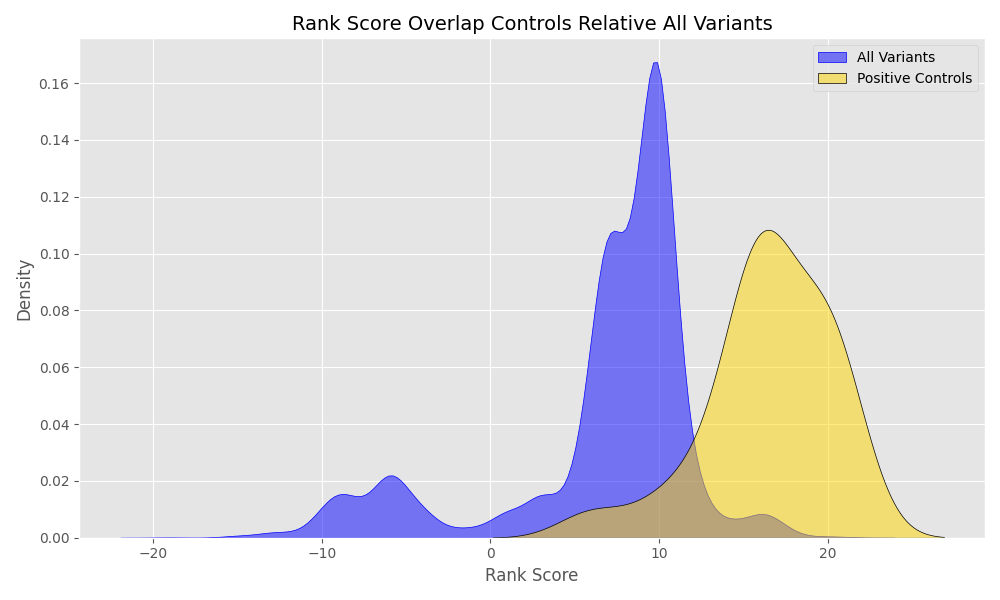 Rank Score Overlap Controls Relative All Variants
All Variants
Positive Controls
Density
0.16
0.14
0.12
0.10
0.08
0.06
0.04
0.02
0.00
−20
−10
0
10
20
Rank Score